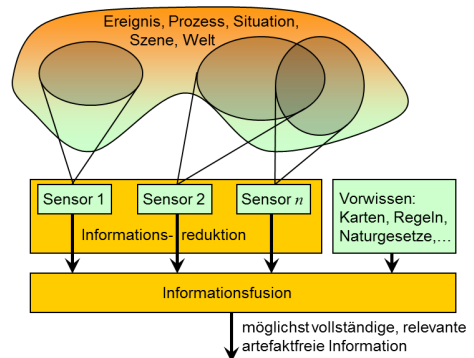 Ereignis, Prozess, Situation,
Szene, Welt
Sensor 1
Sensor 2
Sensor n
Informations-reduktion
Vorwissen:
Karten, Regeln,
Naturgesetze,…
Informationsfusion
möglichst vollständige, relevante
artefaktfreie Information